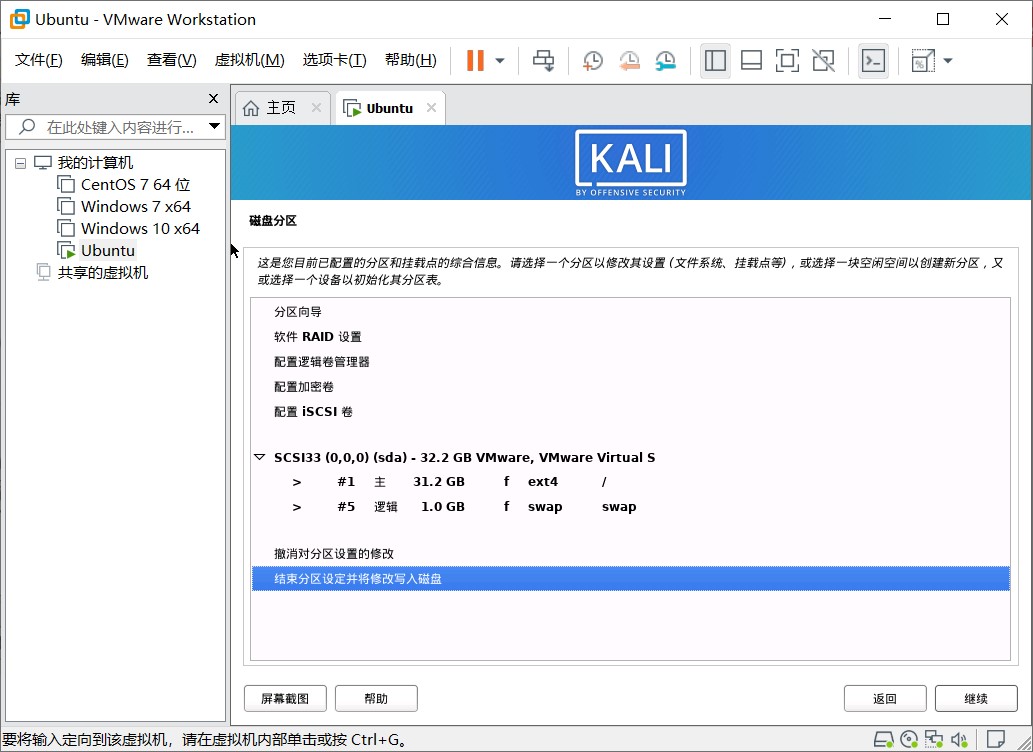 Ubuntu - VMware Workstation
文件(F) 编辑(E) 查看(V) 虚拟机(M) 选项卡(T) 帮助(H)
库
主页 Ubuntu
在此处键入内容进行...
我的计算机
CentOS 7 64 位
Windows 7 x64
Windows 10 x64
Ubuntu
共享的虚拟机
KALI
BY OFFENSIVE SECURITY
磁盘分区
这是您目前已配置的分区和挂载点的综合信息。请选择一个分区以修改其设置 (文件系统、挂载点等) ，或选择一块空闲空间以创建新分区，又
或选择一个设备以初始化其分区表。
分区向导
软件 RAID 设置
配置逻辑卷管理器
配置加密卷
配置 iSCSI 卷
SCSI33 (0,0,0) (sda) - 32.2 GB VMware, VMware Virtual S
> #1 主 31.2 GB f ext4 /
> #5 逻辑 1.0 GB f swap swap
撤消对分区设置的修改
结束分区设定并将修改写入磁盘
屏幕截图 帮助 返回 继续
要将输入定向到该虚拟机，请在虚拟机内部单击或按 Ctrl+G。